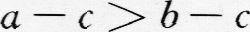 a − c > b − c